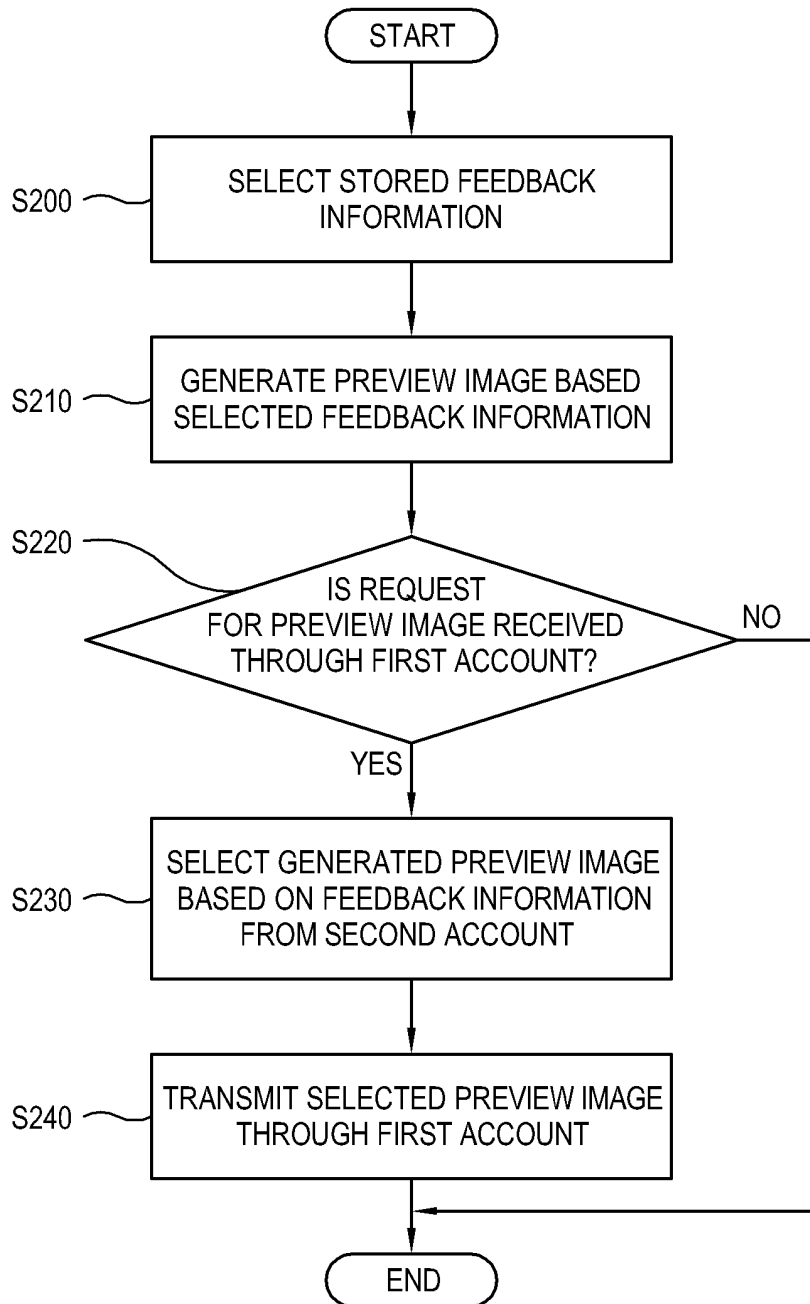 START
S200
SELECT STORED FEEDBACK
INFORMATION
S210
GENERATE PREVIEW IMAGE BASED
SELECTED FEEDBACK INFORMATION
S220
IS REQUEST
FOR PREVIEW IMAGE RECEIVED
THROUGH FIRST ACCOUNT?
NO
YES
S230
SELECT GENERATED PREVIEW IMAGE
BASED ON FEEDBACK INFORMATION
FROM SECOND ACCOUNT
S240
TRANSMIT SELECTED PREVIEW IMAGE
THROUGH FIRST ACCOUNT
END